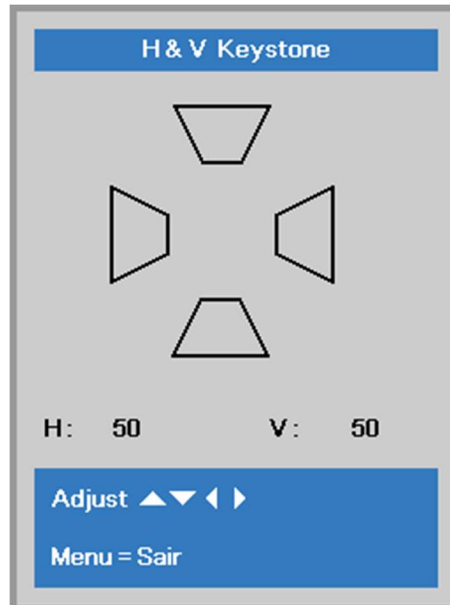 H & V Keystone
H: 50 V: 50
Adjust ▲▼◀▶
Menu = Sair